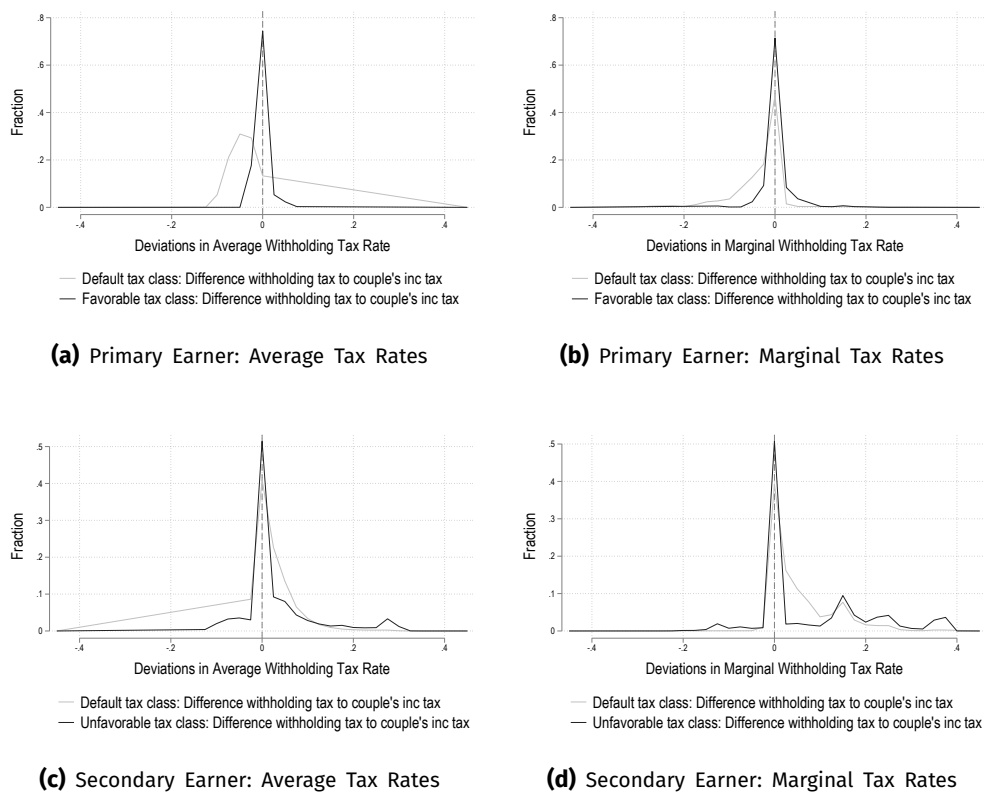 .8
.6
.4
.2
0
Fraction
-.4 -.2 0 .2 .4
Deviations in Average Withholding Tax Rate
Default tax class: Difference withholding tax to couple's inc tax
Favorable tax class: Difference withholding tax to couple's inc tax
(a) Primary Earner: Average Tax Rates
.8
.6
.4
.2
0
Fraction
-.4 -.2 0 .2 .4
Deviations in Marginal Withholding Tax Rate
Default tax class: Difference withholding tax to couple's inc tax
Favorable tax class: Difference withholding tax to couple's inc tax
(b) Primary Earner: Marginal Tax Rates
.5
.4
.3
.2
.1
0
Fraction
-.4 -.2 0 .2 .4
Deviations in Average Withholding Tax Rate
Default tax class: Difference withholding tax to couple's inc tax
Unfavorable tax class: Difference withholding tax to couple's inc tax
(c) Secondary Earner: Average Tax Rates
.5
.4
.3
.2
.1
0
Fraction
-.4 -.2 0 .2 .4
Deviations in Marginal Withholding Tax Rate
Default tax class: Difference withholding tax to couple's inc tax
Unfavorable tax class: Difference withholding tax to couple's inc tax
(d) Secondary Earner: Marginal Tax Rates